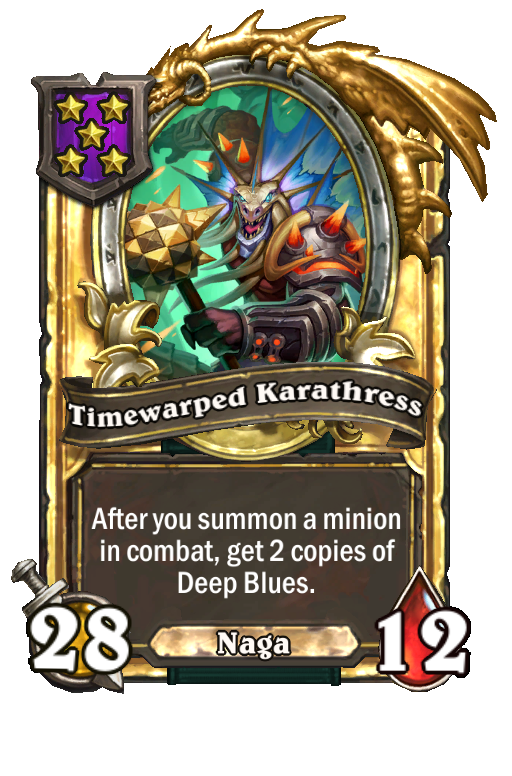 Timewarped Karathress
After you summon a minion
in combat, get 2 copies of
Deep Blues.
28
Naga
12